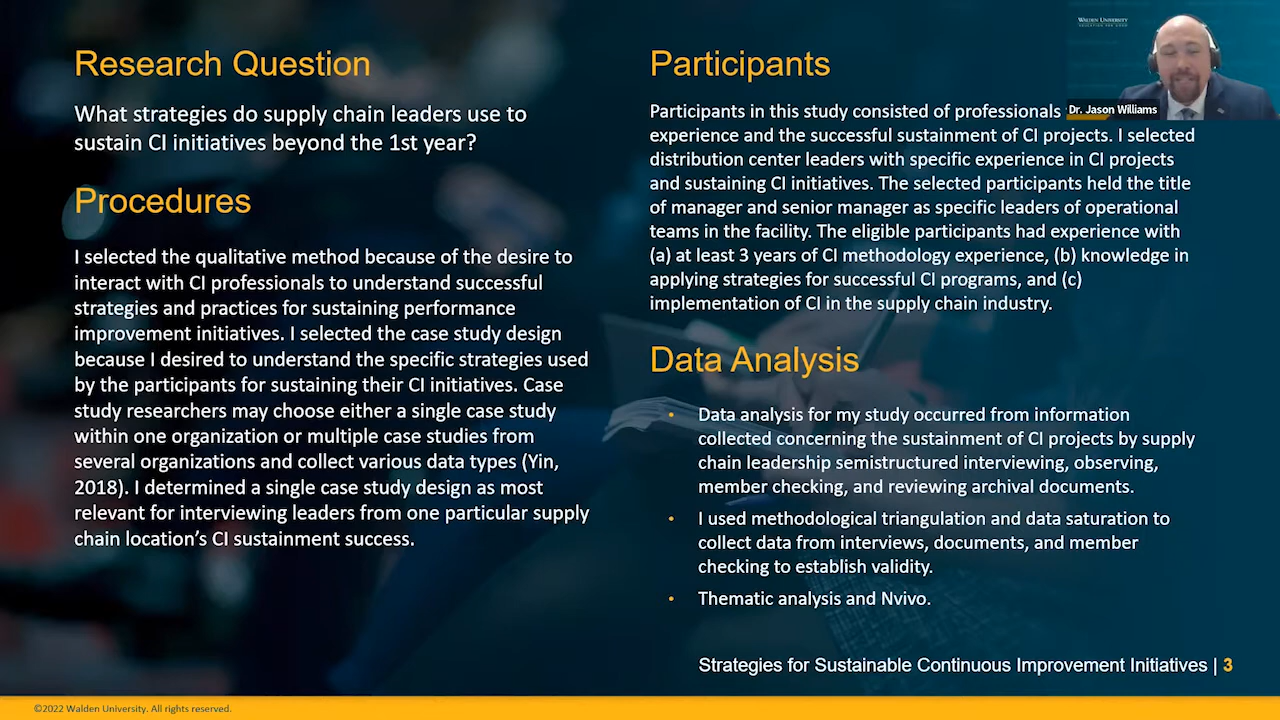 Research Question
What strategies do supply chain leaders use to
sustain CI initiatives beyond the 1st year?
Procedures
I selected the qualitative method because of the desire to
interact with CI professionals to understand successful
strategies and practices for sustaining performance
improvement initiatives. I selected the case study design
because I desired to understand the specific strategies used
by the participants for sustaining their CI initiatives. Case
study researchers may choose either a single case study
within one organization or multiple case studies from
several organizations and collect various data types (Yin,
2018). I determined a single case study design as most
relevant for interviewing leaders from one particular supply
chain location’s CI sustainment success.
Participants
Participants in this study consisted of professionals
experience and the successful sustainment of CI projects. I selected
distribution center leaders with specific experience in CI projects
and sustaining CI initiatives. The selected participants held the title
of manager and senior manager as specific leaders of operational
teams in the facility. The eligible participants had experience with
(a) at least 3 years of CI methodology experience, (b) knowledge in
applying strategies for successful CI programs, and (c)
implementation of CI in the supply chain industry.
Data Analysis
• Data analysis for my study occurred from information
collected concerning the sustainment of CI projects by supply
chain leadership semistructured interviewing, observing,
member checking, and reviewing archival documents.
• I used methodological triangulation and data saturation to
collect data from interviews, documents, and member
checking to establish validity.
• Thematic analysis and Nvivo.
WALDEN UNIVERSITY
Dr. Jason Williams
Strategies for Sustainable Continuous Improvement Initiatives | 3
©2022 Walden University. All rights reserved.